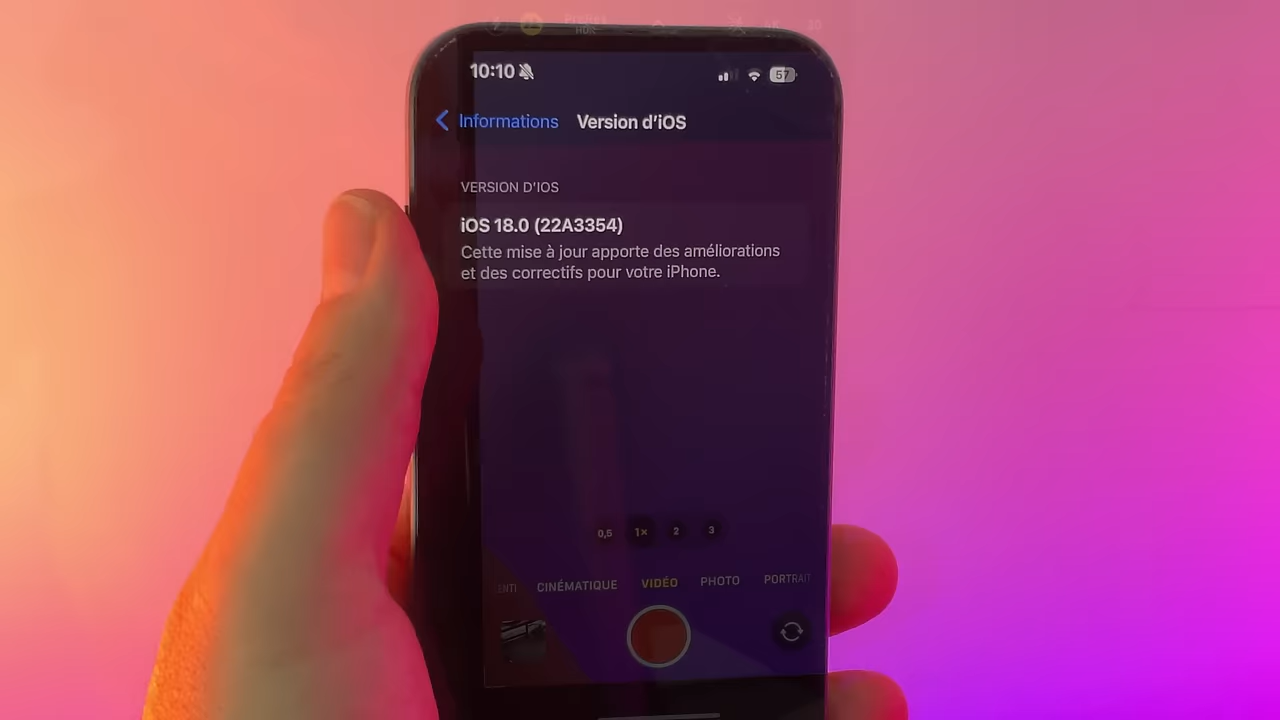 10:10
57
Informations
Version d'iOS
VERSION D'IOS
iOS 18.0 (22A3354)
Cette mise à jour apporte des améliorations
et des correctifs pour votre iPhone.
0,5 1× 2 3
CINÉMATIQUE VIDÉO PHOTO PORTRAIT